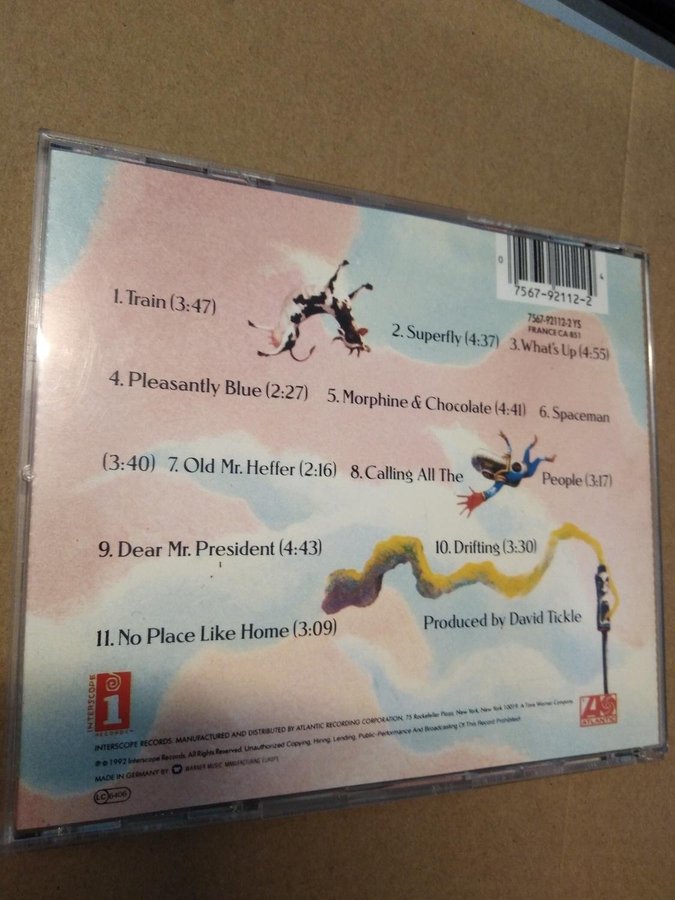 0 4
7567-92112-2
7567-92112-2 YS
FRANCE CA 851
1. Train (3:47)
2. Superfly (4:37) 3. What's Up (4:55)
4. Pleasantly Blue (2:27) 5. Morphine & Chocolate (4:41) 6. Spaceman
(3:40) 7. Old Mr. Heffer (2:16) 8. Calling All The People (3:17)
9. Dear Mr. President (4:43) 10. Drifting (3:30)
11. No Place Like Home (3:09) Produced by David Tickle
INTERSCOPE
RECORDS
i
ATLANTIC
INTERSCOPE RECORDS: MANUFACTURED AND DISTRIBUTED BY ATLANTIC RECORDING CORPORATION, 75 Rockefeller Plaza, New York, New York 10019. A Time Warner Company.
℗ © 1992 Interscope Records. All Rights Reserved. Unauthorized Copying, Hiring, Lending, Public-Performance And Broadcasting Of This Record Prohibited!
MADE IN GERMANY BY WARNER MUSIC MANUFACTURING EUROPE
LC 6406